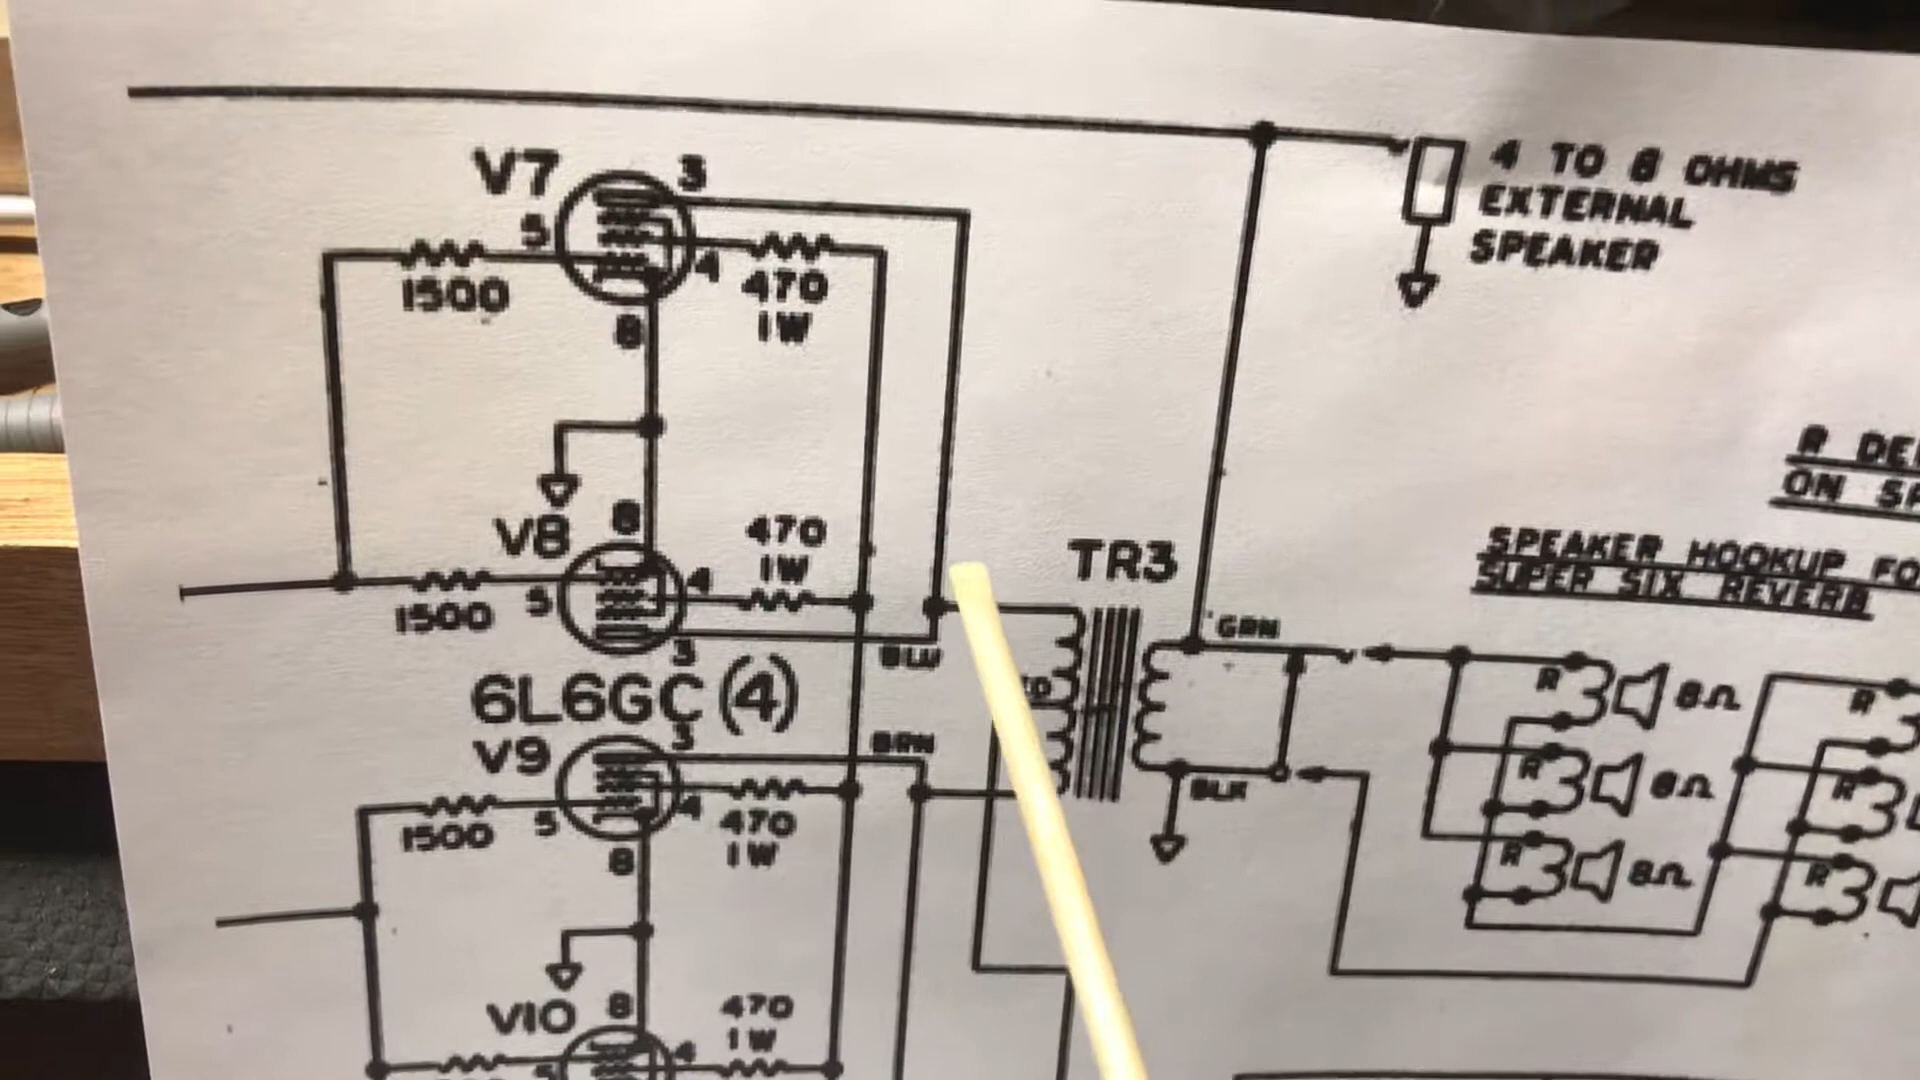 V7
3
5
4
1500
470
1W
8
4 TO 8 OHMS
EXTERNAL
SPEAKER
V8
8
470
1W
4
5
1500
3
BLU
TR3
GRN
BLK
ON
SPEAKER HOOKUP
SUPER SIX REVERB
R
8Ω
R
8Ω
R
8Ω
R
R
R
6L6GC (4)
3
V9
BRN
5
4
1500
470
1W
8
V10
8
470
1W
4
5